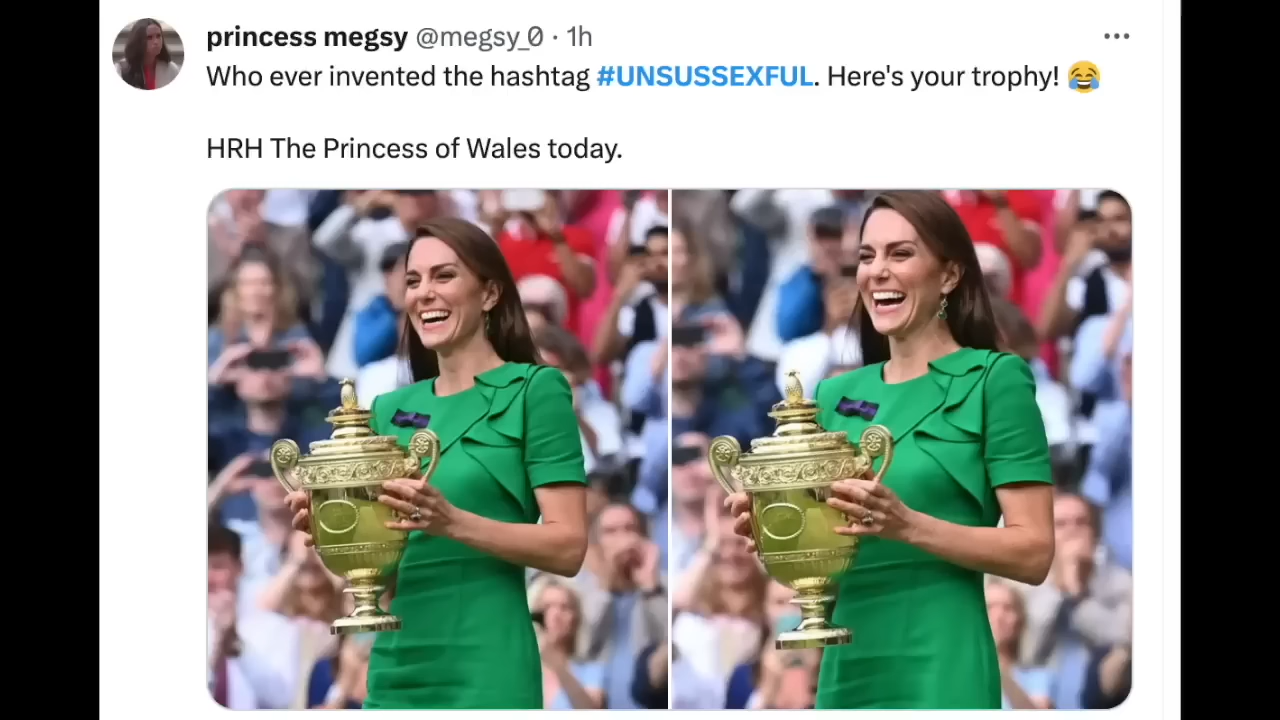 princess megsy @megsy_0 · 1h
Who ever invented the hashtag #UNSUSSEXFUL. Here's your trophy! 😂
HRH The Princess of Wales today.